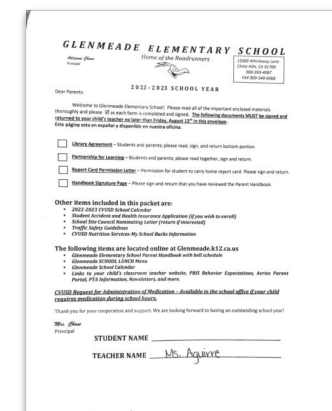 GLENMEADE ELEMENTARY SCHOOL
Home of the Roadrunners
Adrienne Chase
Principal
15000 Whirlaway Lane
Chino Hills, CA 91709
909-393-4087
FAX 909-548-6068
2022-2023 SCHOOL YEAR
Dear Parents:
Welcome to Glenmeade Elementary School! Please read all of the important enclosed materials
thoroughly and please ☑ as each form is completed and signed. The following documents MUST be signed and
returned to your child's teacher no later than Friday, August 12th in this envelope.
Este página esta en español y disponible en nuestra oficina.
Library Agreement – Students and parents, please read, sign, and return bottom portion.
Partnership for Learning – Students and parents, please read together, sign and return.
Report Card Permission Letter – Permission for student to carry home report card. Please sign and return.
Handbook Signature Page – Please sign and return that you have reviewed the Parent Handbook.
Other items included in this packet are:
• 2022-2023 CVUSD School Calendar
• Student Accident and Health Insurance Application (if you wish to enroll)
• School Site Council Nominating Letter (return if interested)
• Traffic Safety Guidelines
• CVUSD Nutrition Services-My School Bucks Information
The following items are located online at Glenmeade.k12.ca.us
• Glenmeade Elementary School Parent Handbook with bell schedule
• Glenmeade SCHOOL LUNCH Menu
• Glenmeade School Calendar
• Links to your child's classroom teacher website, PBIS Behavior Expectations, Aeries Parent
Portal, PTA Information, Newsletters, and more.
CVUSD Request for Administration of Medication – Available in the school office if your child
requires medication during school hours.
Thank you for your cooperation and support. We are looking forward to having an outstanding school year!
Mrs. Chase
Principal
STUDENT NAME
TEACHER NAME Ms. Aguirre